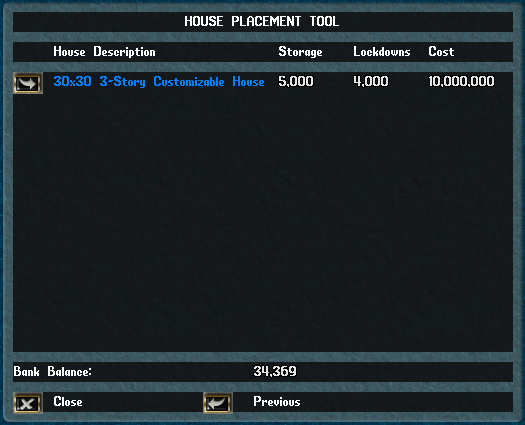 HOUSE PLACEMENT TOOL
House Description Storage Lockdowns Cost
30x30 3-Story Customizable House 5,000 4,000 10,000,000
Bank Balance: 34,369
Close Previous